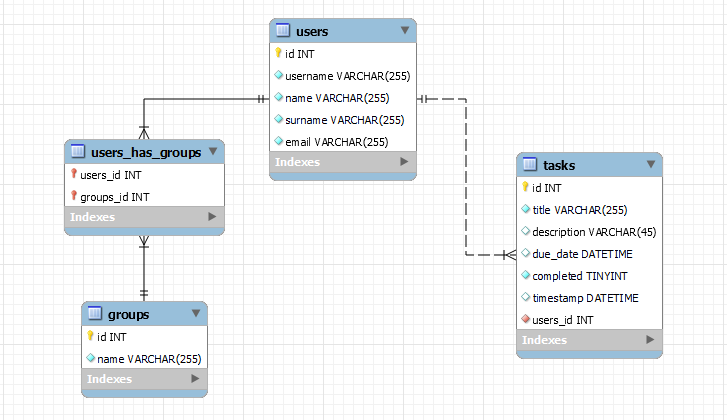 users
id INT
username VARCHAR(255)
name VARCHAR(255)
surname VARCHAR(255)
email VARCHAR(255)
Indexes
users_has_groups
users_id INT
groups_id INT
Indexes
groups
id INT
name VARCHAR(255)
Indexes
tasks
id INT
title VARCHAR(255)
description VARCHAR(45)
due_date DATETIME
completed TINYINT
timestamp DATETIME
users_id INT
Indexes